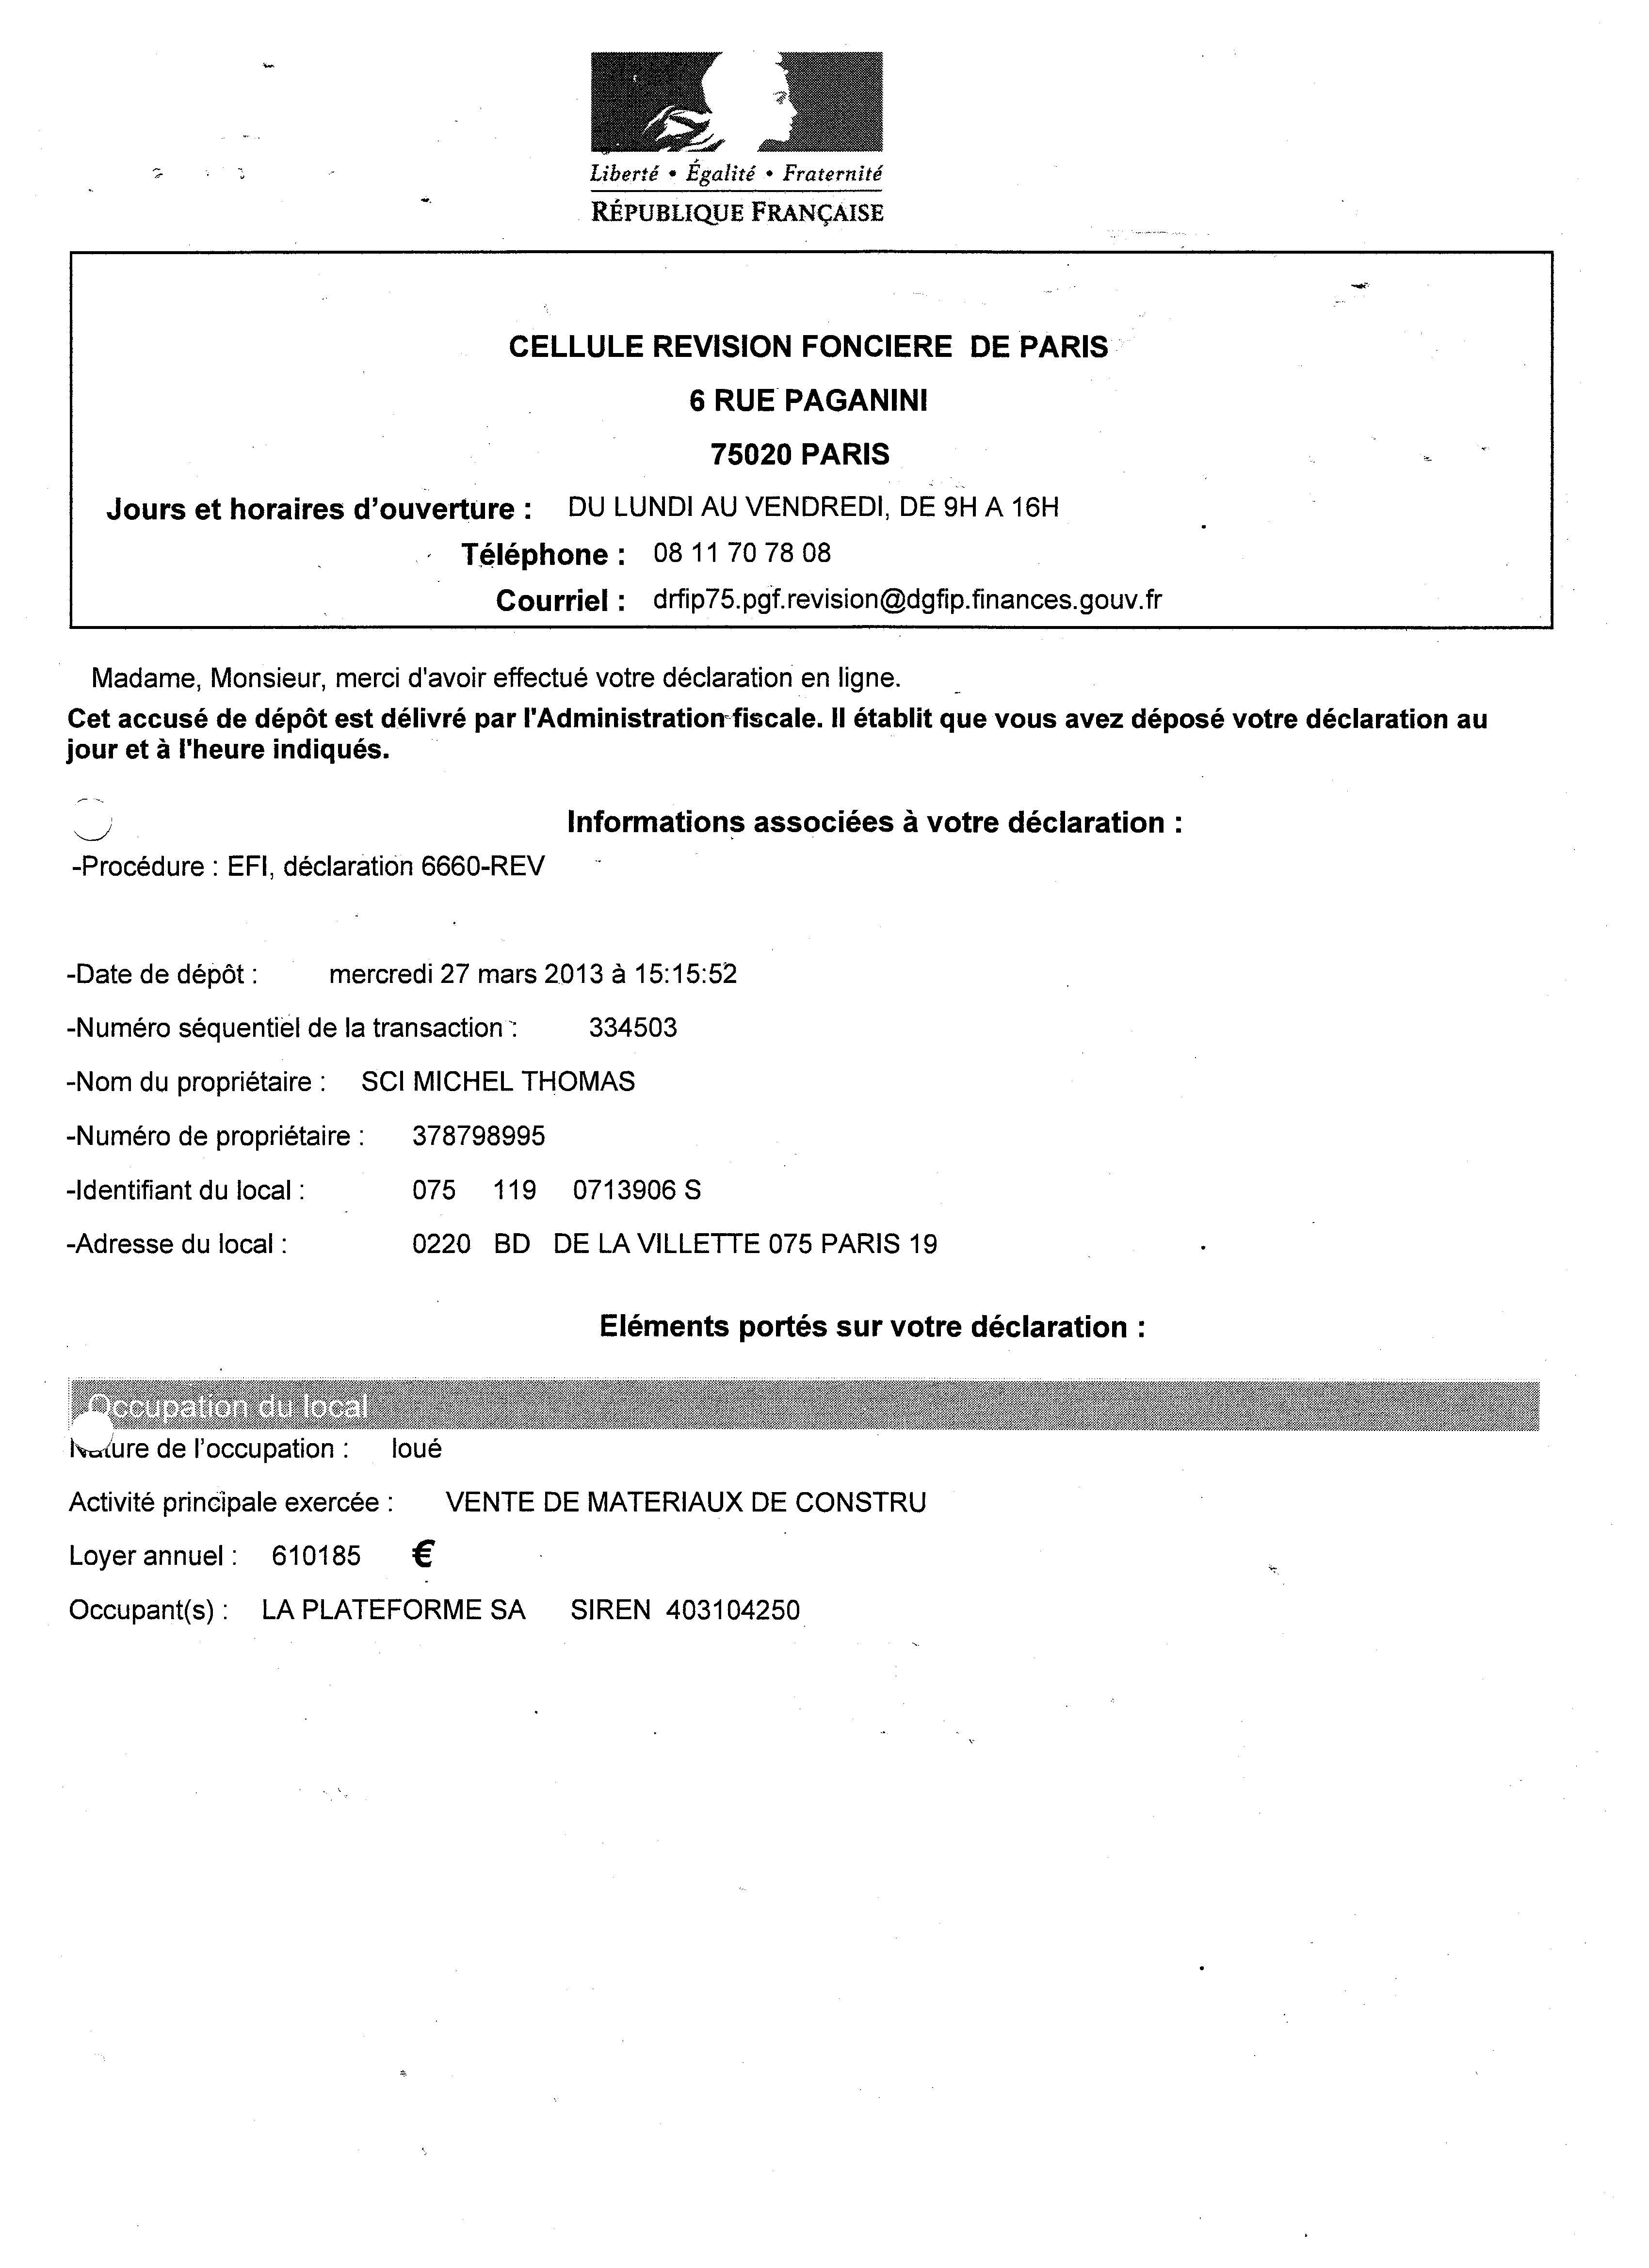 Liberté • Égalité • Fraternité
RÉPUBLIQUE FRANÇAISE
CELLULE REVISION FONCIERE DE PARIS
6 RUE PAGANINI
75020 PARIS
Jours et horaires d'ouverture : DU LUNDI AU VENDREDI, DE 9H A 16H
Téléphone : 08 11 70 78 08
Courriel : drfip75.pgf.revision@dgfip.finances.gouv.fr
Madame, Monsieur, merci d'avoir effectué votre déclaration en ligne.
Cet accusé de dépôt est délivré par l'Administration fiscale. Il établit que vous avez déposé votre déclaration au
jour et à l'heure indiqués.
Informations associées à votre déclaration :
-Procédure : EFI, déclaration 6660-REV
-Date de dépôt : mercredi 27 mars 2013 à 15:15:52
-Numéro séquentiel de la transaction : 334503
-Nom du propriétaire : SCI MICHEL THOMAS
-Numéro de propriétaire : 378798995
-Identifiant du local : 075 119 0713906 S
-Adresse du local : 0220 BD DE LA VILLETTE 075 PARIS 19
Eléments portés sur votre déclaration :
Occupation du local
Nature de l'occupation : loué
Activité principale exercée : VENTE DE MATERIAUX DE CONSTRU
Loyer annuel : 610185 €
Occupant(s) : LA PLATEFORME SA SIREN 403104250